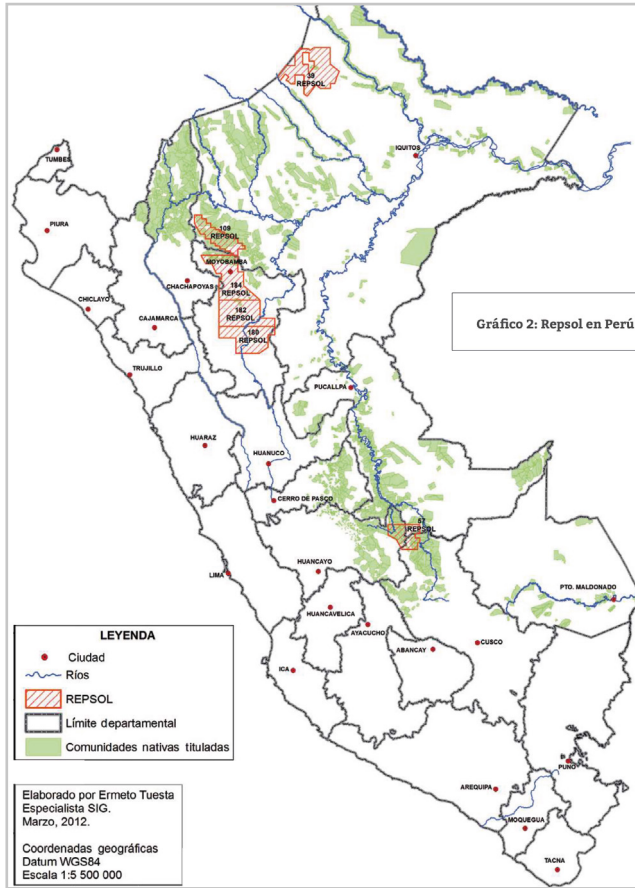 39
REPSOL
IQUITOS
TUMBES
PIURA
109
REPSOL
MOYOBAMBA
CHACHAPOYAS
184
REPSOL
CHICLAYO
182
REPSOL
CAJAMARCA
180
REPSOL
Gráfico 2: Repsol en Perú
TRUJILLO
PUCALLPA
HUARAZ
HUANUCO
CERRO DE PASCO
57
REPSOL
HUANCAYO
LIMA
PTO. MALDONADO
HUANCAVELICA
AYACUCHO
CUSCO
ABANCAY
ICA
PUNO
AREQUIPA
MOQUEGUA
TACNA
LEYENDA
Ciudad
Ríos
REPSOL
Límite departamental
Comunidades nativas tituladas
Elaborado por Ermeto Tuesta
Especialista SIG.
Marzo, 2012.
Coordenadas geográficas
Datum WGS84
Escala 1:5 500 000